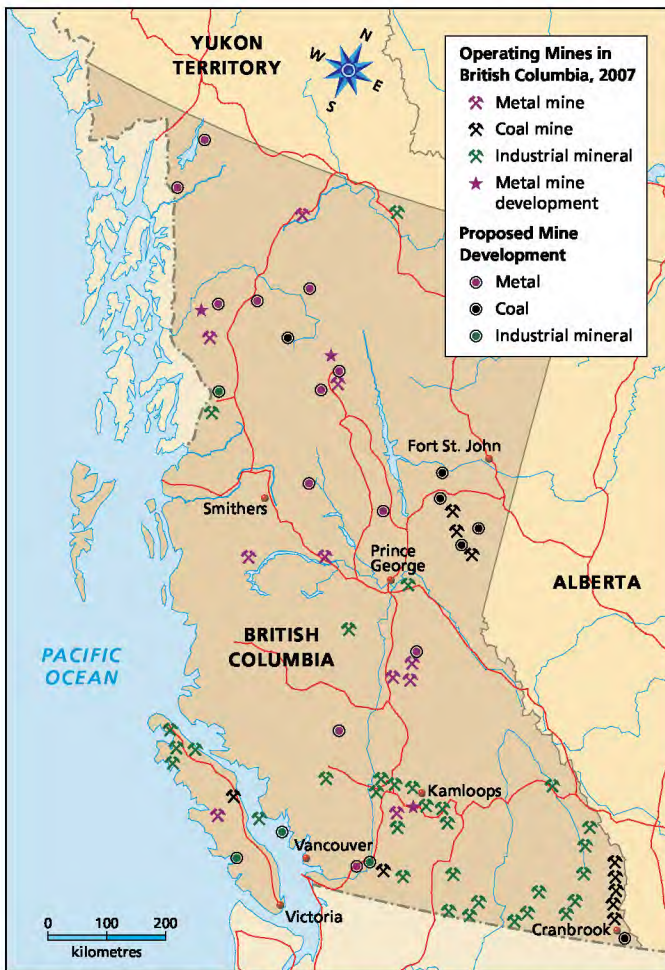 YUKON
TERRITORY
N
W
E
S
Operating Mines in
British Columbia, 2007
Metal mine
Coal mine
Industrial mineral
Metal mine
development
Proposed Mine
Development
Metal
Coal
Industrial mineral
Fort St. John
Smithers
Prince
George
ALBERTA
BRITISH
COLUMBIA
PACIFIC
OCEAN
Kamloops
Vancouver
Victoria
Cranbrook
0 100 200
kilometres